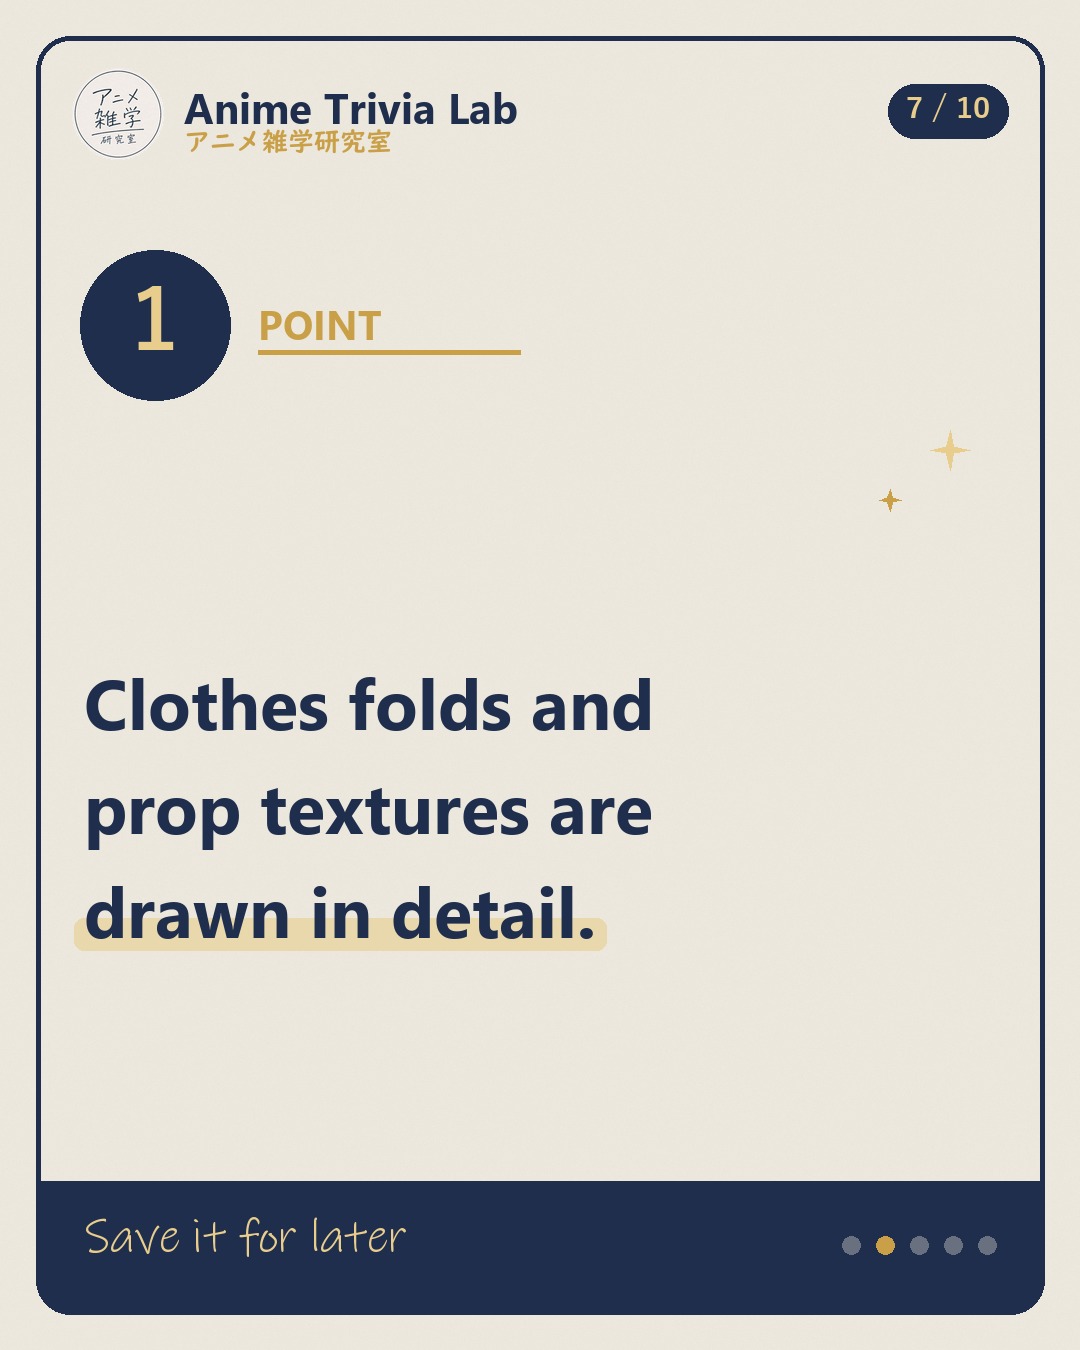 アニメ
雑学
研究室
Anime Trivia Lab
アニメ雑学研究室
7 / 10
1
POINT
Clothes folds and
prop textures are
drawn in detail.
Save it for later